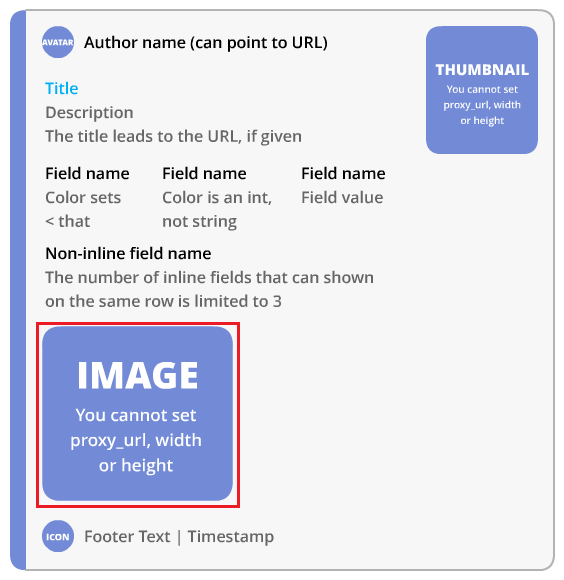 AVATAR Author name (can point to URL)
THUMBNAIL
You cannot set
proxy_url, width
or height
Title
Description
The title leads to the URL, if given
Field name Field name Field name
Color sets Color is an int, Field value
< that not string
Non-inline field name
The number of inline fields that can shown
on the same row is limited to 3
IMAGE
You cannot set
proxy_url, width
or height
ICON Footer Text | Timestamp